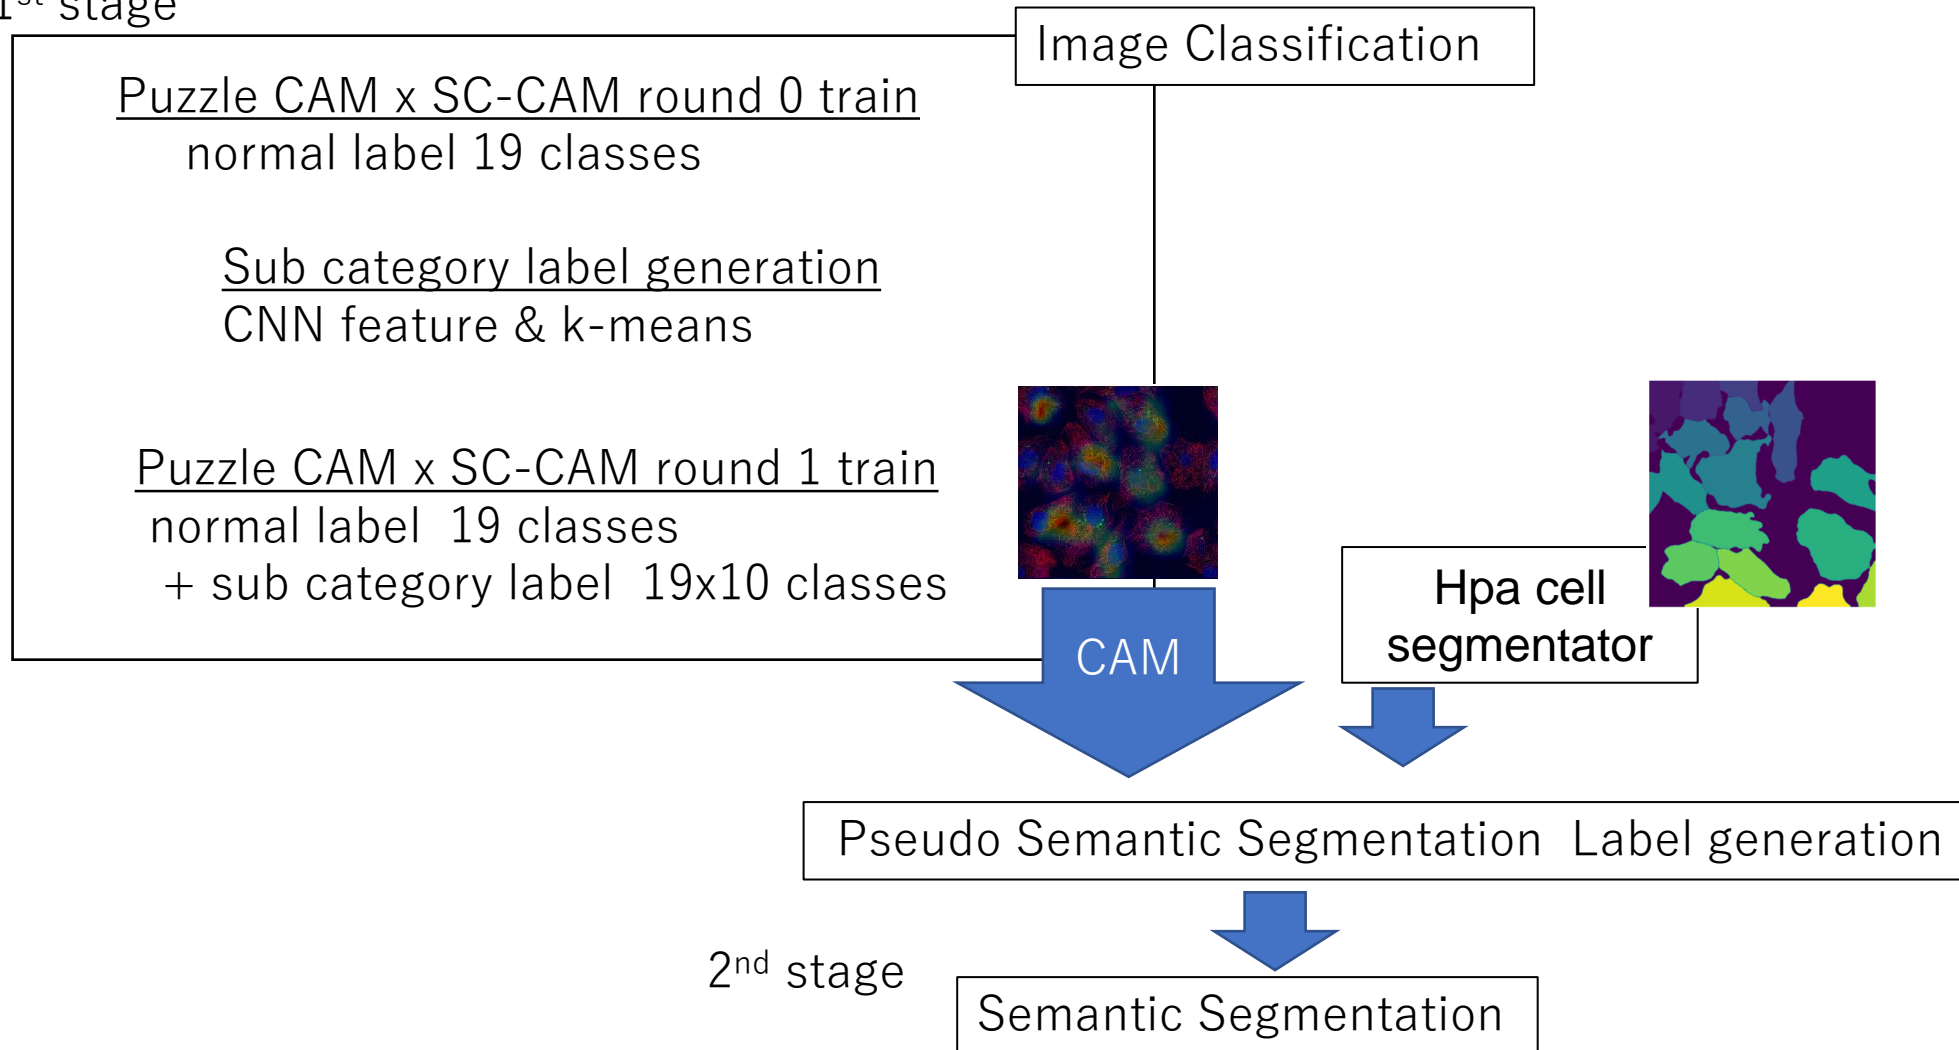 1st stage
Image Classification
Puzzle CAM x SC-CAM round 0 train
normal label 19 classes
Sub category label generation
CNN feature & k-means
Puzzle CAM x SC-CAM round 1 train
normal label 19 classes
+ sub category label 19x10 classes
CAM
Hpa cell
segmentator
Pseudo Semantic Segmentation Label generation
2nd stage
Semantic Segmentation